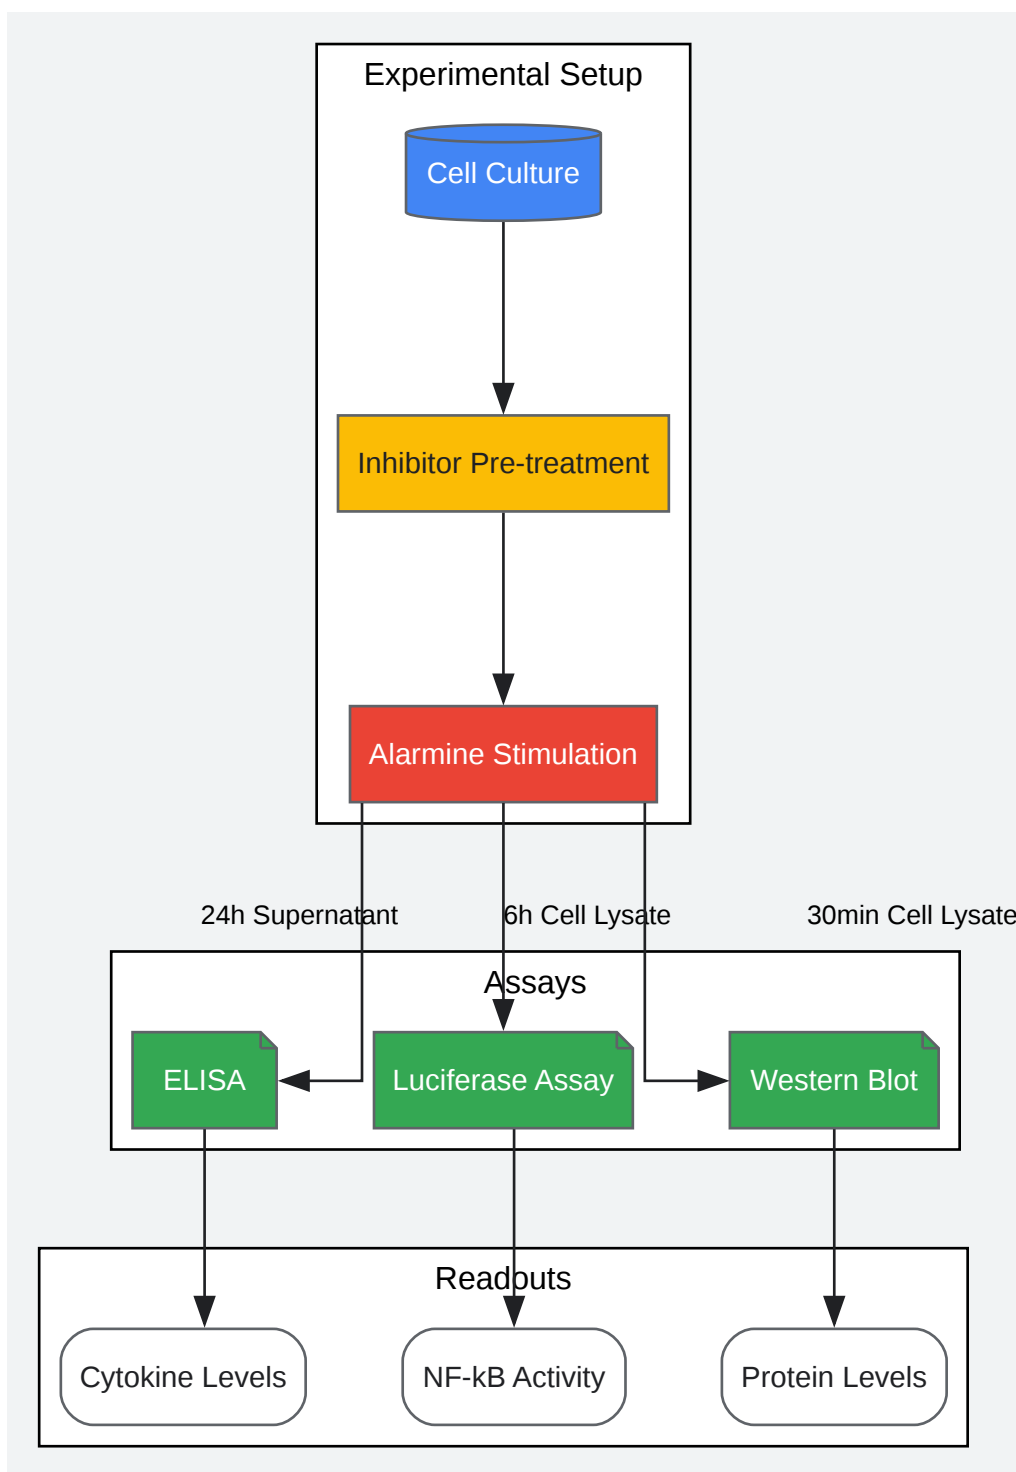 Experimental Setup
Cell Culture
Inhibitor Pre-treatment
Alarmine Stimulation
24h Supernatant
6h Cell Lysate
30min Cell Lysate
Assays
ELISA
Luciferase Assay
Western Blot
Readouts
Cytokine Levels
NF-kB Activity
Protein Levels